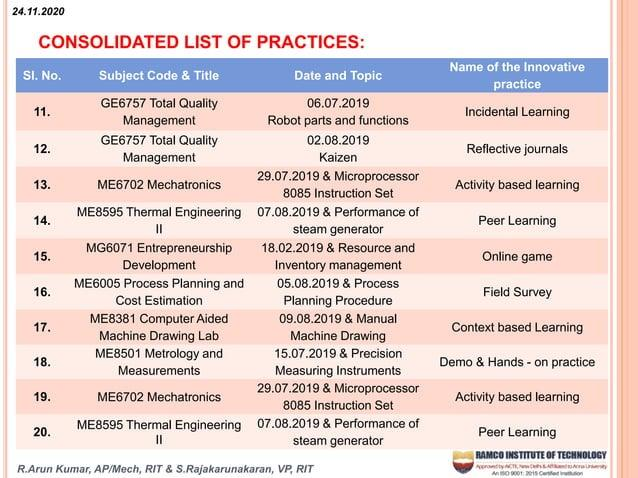 24.11.2020
CONSOLIDATED LIST OF PRACTICES:
Sl. No. Subject Code & Title Date and Topic Name of the Innovative practice
11. GE6757 Total Quality Management 06.07.2019 Robot parts and functions Incidental Learning
12. GE6757 Total Quality Management 02.08.2019 Kaizen Reflective journals
13. ME6702 Mechatronics 29.07.2019 & Microprocessor 8085 Instruction Set Activity based learning
14. ME8595 Thermal Engineering II 07.08.2019 & Performance of steam generator Peer Learning
15. MG6071 Entrepreneurship Development 18.02.2019 & Resource and Inventory management Online game
16. ME6005 Process Planning and Cost Estimation 05.08.2019 & Process Planning Procedure Field Survey
17. ME8381 Computer Aided Machine Drawing Lab 09.08.2019 & Manual Machine Drawing Context based Learning
18. ME8501 Metrology and Measurements 15.07.2019 & Precision Measuring Instruments Demo & Hands - on practice
19. ME6702 Mechatronics 29.07.2019 & Microprocessor 8085 Instruction Set Activity based learning
20. ME8595 Thermal Engineering II 07.08.2019 & Performance of steam generator Peer Learning
R.Arun Kumar, AP/Mech, RIT & S.Rajakarunakaran, VP, RIT
RAMCO INSTITUTE OF TECHNOLOGY
Approved by AICTE, New Delhi & Affiliated to Anna University
An ISO 9001: 2015 Certified Institution